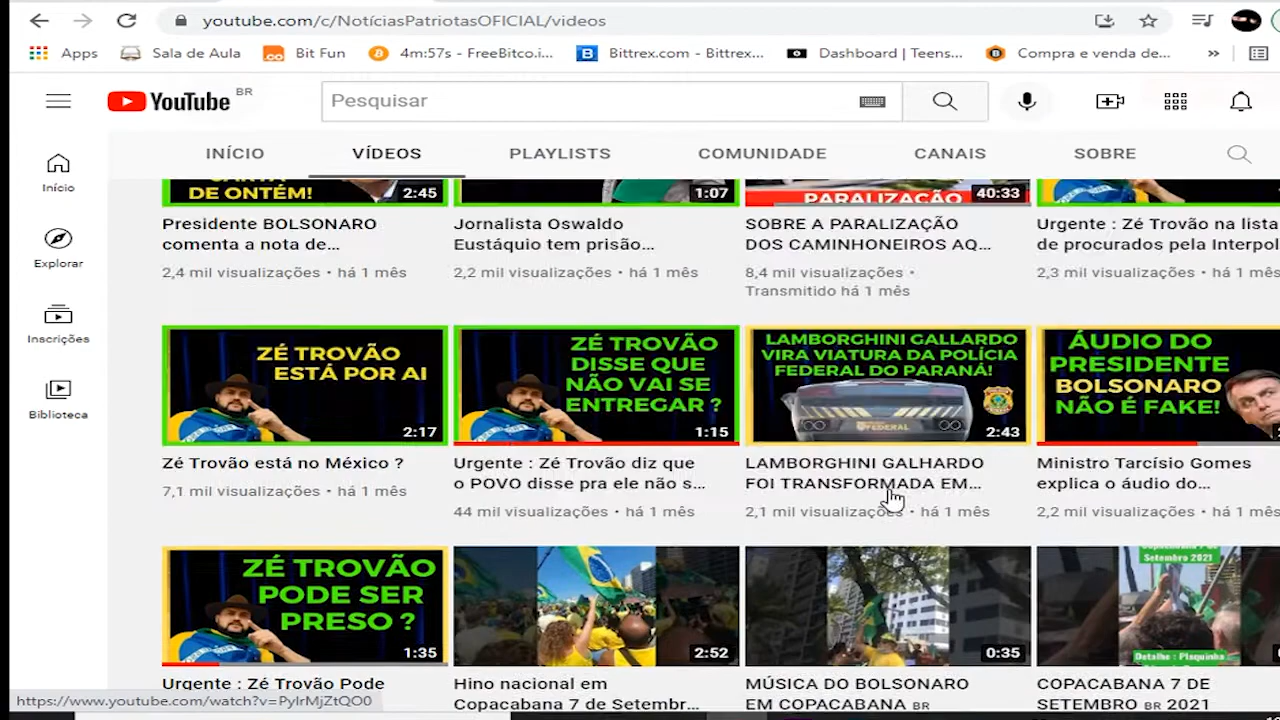 youtube.com/c/NotíciasPatriotasOFICIAL/videos
Apps
Sala de Aula
Bit Fun
4m:57s - FreeBitco.i...
Bittrex.com - Bittrex...
Dashboard | Teens...
Compra e venda de...
»
YouTube BR
Pesquisar
INÍCIO
VÍDEOS
PLAYLISTS
COMUNIDADE
CANAIS
SOBRE
Início
Explorar
Inscrições
Biblioteca
DE ONTÉM!
2:45
1:07
PARALIZAÇÃO
40:33
Presidente BOLSONARO
comenta a nota de...
2,4 mil visualizações • há 1 mês
Jornalista Oswaldo
Eustáquio tem prisão...
2,2 mil visualizações • há 1 mês
SOBRE A PARALIZAÇÃO
DOS CAMINHONEIROS AQ...
8,4 mil visualizações •
Transmitido há 1 mês
Urgente : Zé Trovão na lista
de procurados pela Interpol
2,3 mil visualizações • há 1 mês
ZÉ TROVÃO
ESTÁ POR AI
2:17
Zé Trovão está no México ?
7,1 mil visualizações • há 1 mês
ZÉ TROVÃO
DISSE QUE
NÃO VAI SE
ENTREGAR ?
1:15
Urgente : Zé Trovão diz que
o POVO disse pra ele não s...
44 mil visualizações • há 1 mês
LAMBORGHINI GALLARDO
VIRA VIATURA DA POLÍCIA
FEDERAL DO PARANÁ!
FEDERAL
2:43
LAMBORGHINI GALHARDO
FOI TRANSFORMADA EM...
2,1 mil visualizações • há 1 mês
ÁUDIO DO
PRESIDENTE
BOLSONARO
NÃO É FAKE!
Ministro Tarcísio Gomes
explica o áudio do...
2,2 mil visualizações • há 1 mês
ZÉ TROVÃO
PODE SER
PRESO ?
1:35
Urgente : Zé Trovão Pode
2:52
Hino nacional em
Copacabana 7 de Setembr...
0:35
MÚSICA DO BOLSONARO
EM COPACABANA BR
Copacabana 7 de
Setembro 2021
Detalhe : Plaquinha
COPACABANA 7 DE
SETEMBRO BR 2021
https://www.youtube.com/watch?v=PyIrMjZtQO0